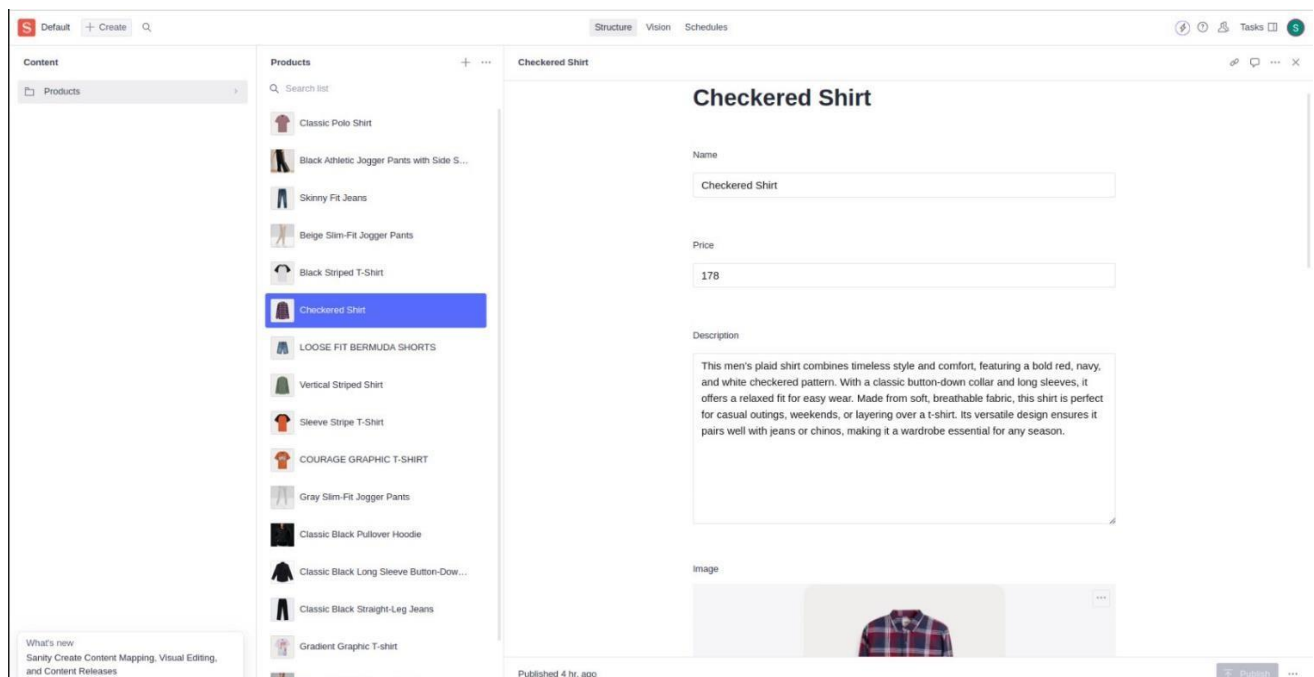 S Default + Create
Structure Vision Schedules
Tasks S
Content
Products
Products
Search list
Classic Polo Shirt
Black Athletic Jogger Pants with Side S...
Skinny Fit Jeans
Beige Slim-Fit Jogger Pants
Black Striped T-Shirt
Checkered Shirt
LOOSE FIT BERMUDA SHORTS
Vertical Striped Shirt
Sleeve Stripe T-Shirt
COURAGE GRAPHIC T-SHIRT
Gray Slim-Fit Jogger Pants
Classic Black Pullover Hoodie
Classic Black Long Sleeve Button-Dow...
Classic Black Straight-Leg Jeans
Gradient Graphic T-shirt
What's new
Sanity Create Content Mapping, Visual Editing,
and Content Releases
Checkered Shirt
Checkered Shirt
Name
Checkered Shirt
Price
178
Description
This men's plaid shirt combines timeless style and comfort, featuring a bold red, navy,
and white checkered pattern. With a classic button-down collar and long sleeves, it
offers a relaxed fit for easy wear. Made from soft, breathable fabric, this shirt is perfect
for casual outings, weekends, or layering over a t-shirt. Its versatile design ensures it
pairs well with jeans or chinos, making it a wardrobe essential for any season.
Image
Published 4 hr. ago
Publish